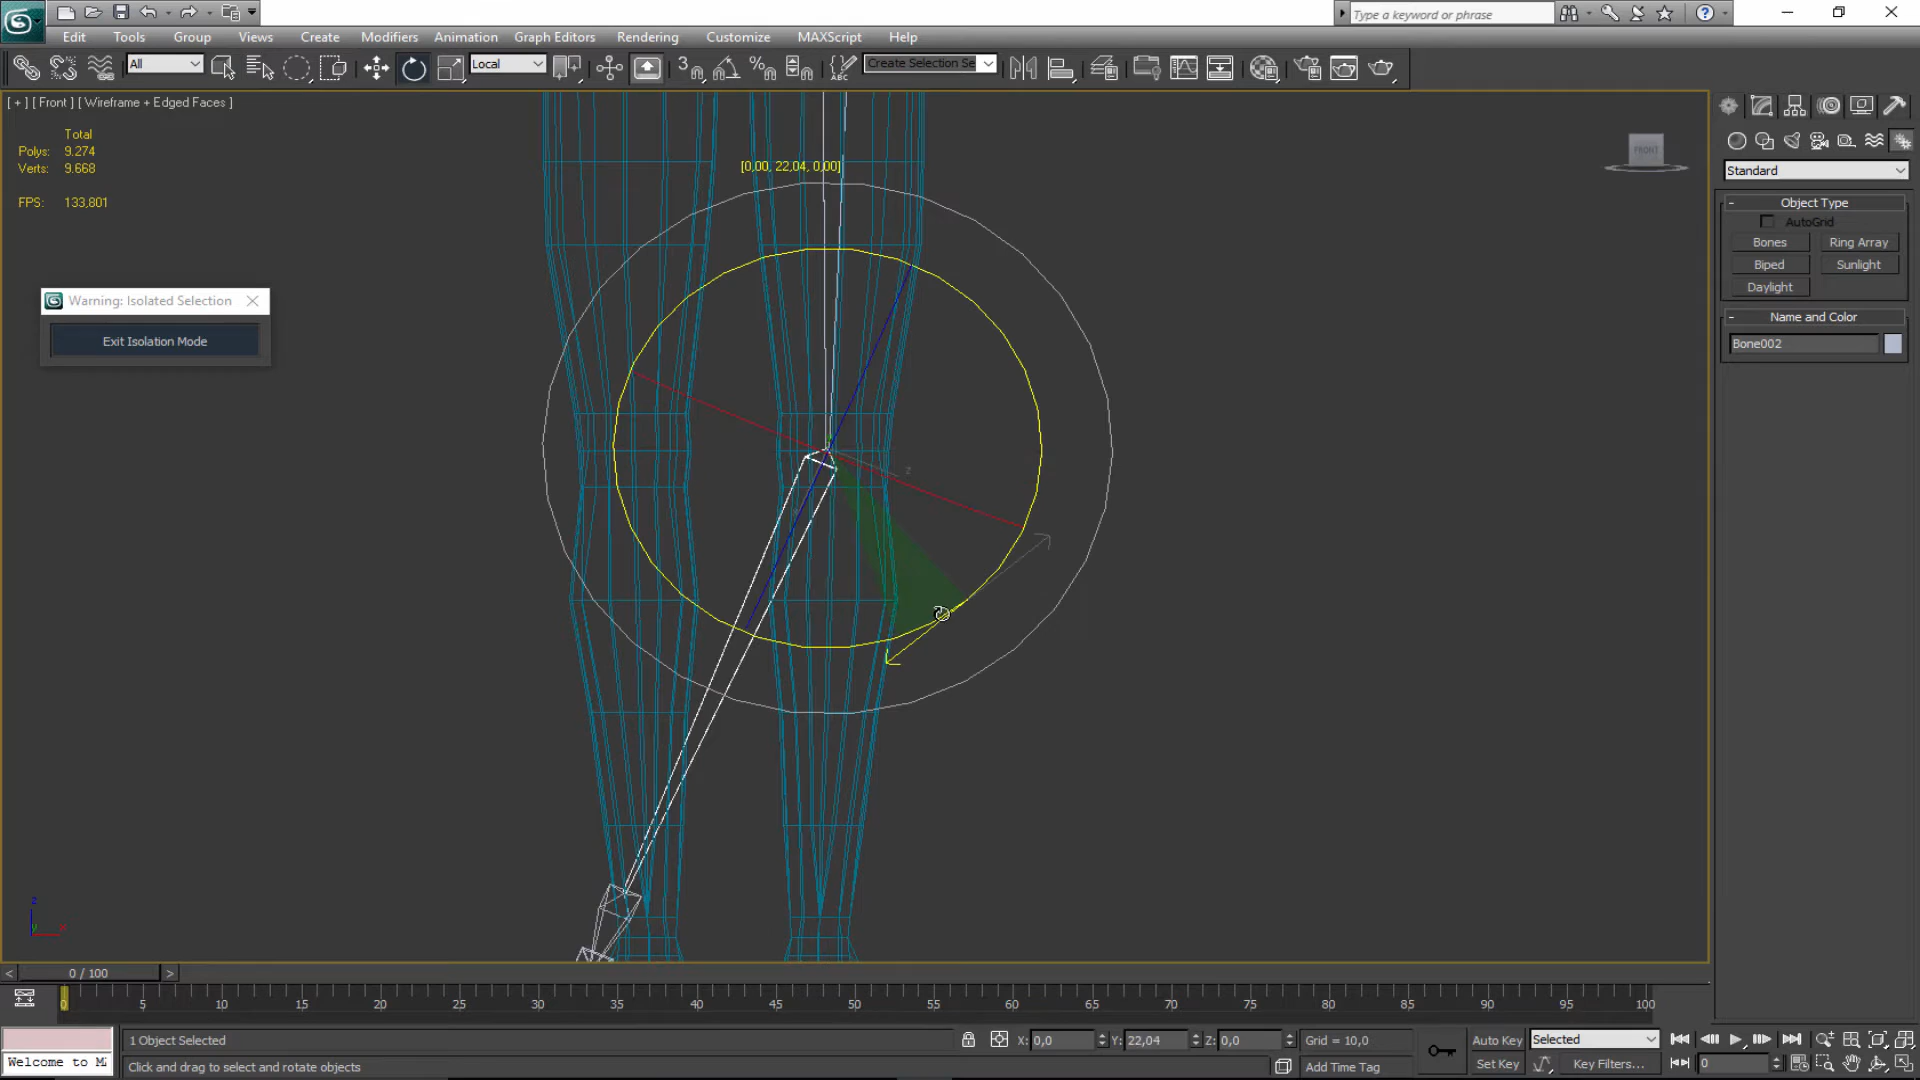 Type a keyword or phrase
Edit Tools Group Views Create Modifiers Animation Graph Editors Rendering Customize MAXScript Help
All
Local
3
Create Selection Se
[ + ] [ Front ] [ Wireframe + Edged Faces ]
Total
Polys: 9.274
Verts: 9.668
FPS: 133,801
[0,00, 22,04, 0,00]
FRONT
Warning: Isolated Selection
Exit Isolation Mode
Standard
Object Type
AutoGrid
Bones Ring Array
Biped Sunlight
Daylight
Name and Color
Bone002
z
z
y x
< 0 / 100 >
0 5 10 15 20 25 30 35 40 45 50 55 60 65 70 75 80 85 90 95 100
1 Object Selected
X: 0,0 Y: 22,04 Z: 0,0 Grid = 10,0
Auto Key Selected
Welcome to M
Click and drag to select and rotate objects
Add Time Tag
Set Key Key Filters... 0